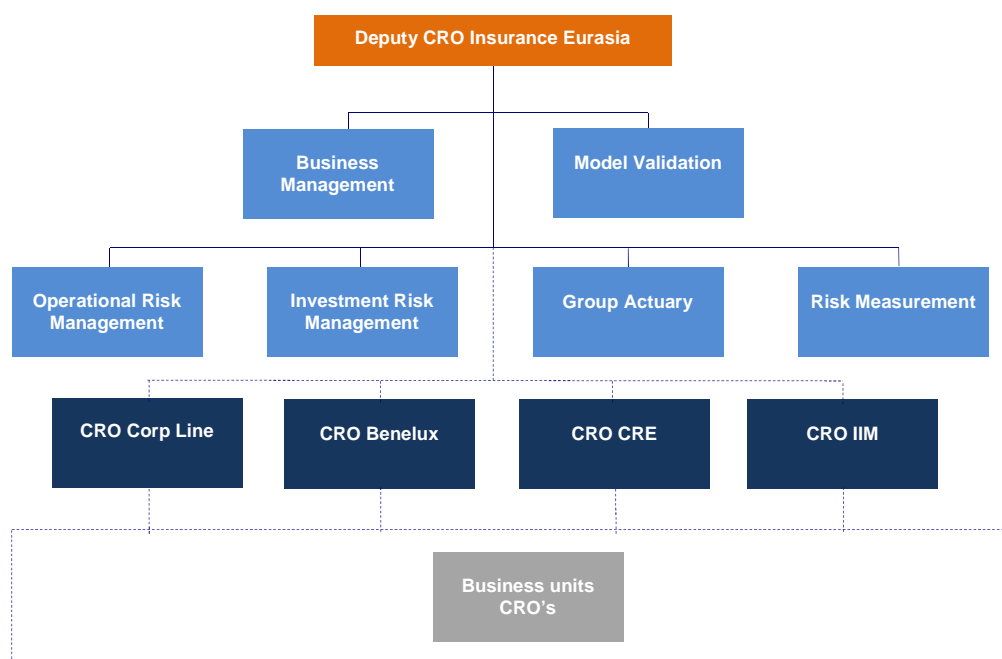 Deputy CRO Insurance Eurasia
Business
Management
Model Validation
Operational Risk
Management
Investment Risk
Management
Group Actuary
Risk Measurement
CRO Corp Line
CRO Benelux
CRO CRE
CRO IIM
Business units
CRO’s